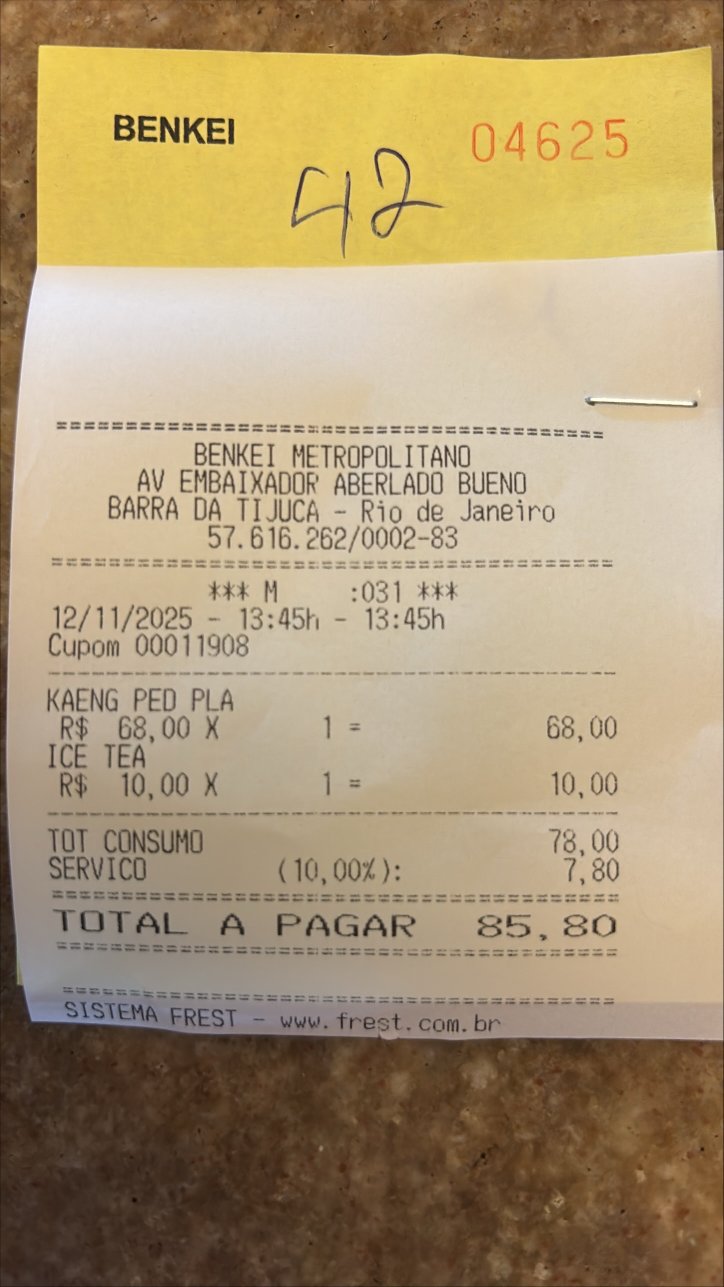 BENKEI 04625
42
BENKEI METROPOLITANO
AV EMBAIXADOR ABERLADO BUENO
BARRA DA TIJUCA - Rio de Janeiro
57.616.262/0002-83
*** M :031 ***
12/11/2025 - 13:45h - 13:45h
Cupom 00011908
KAENG PED PLA
R$ 68,00 X 1 = 68,00
ICE TEA
R$ 10,00 X 1 = 10,00
TOT CONSUMO 78,00
SERVICO (10,00%): 7,80
TOTAL A PAGAR 85,80
SISTEMA FREST - www.frest.com.br